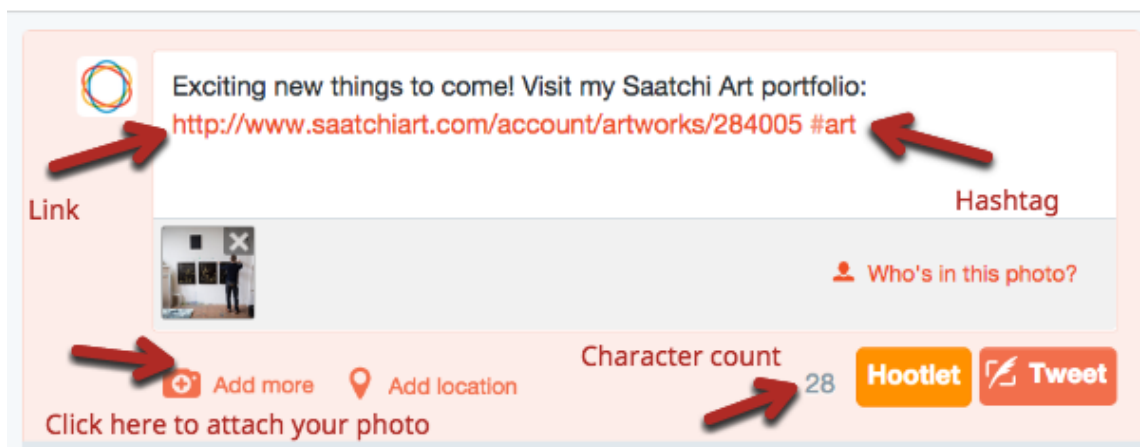 Exciting new things to come! Visit my Saatchi Art portfolio:
http://www.saatchiart.com/account/artworks/284005 #art
Link
Hashtag
Who's in this photo?
Character count
Add more
Add location
28
Hootlet
Tweet
Click here to attach your photo